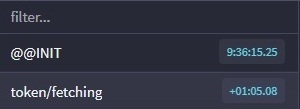 filter...
@@INIT 9:36:15.25
token/fetching +01:05.08